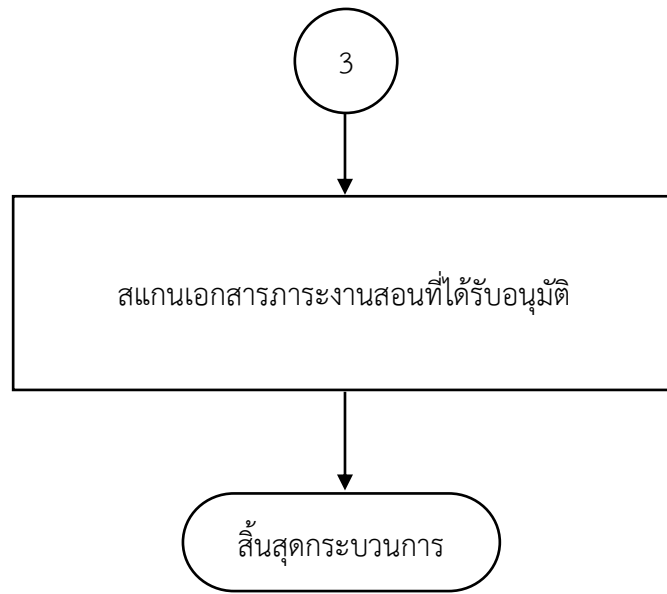 3
สแกนเอกสารภาระงานสอนที่ได้รับอนุมัติ
สิ้นสุดกระบวนการ